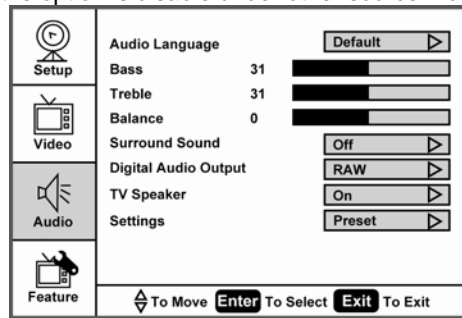 Setup
Video
Audio
Feature
Audio Language Default
Bass 31
Treble 31
Balance 0
Surround Sound Off
Digital Audio Output RAW
TV Speaker On
Settings Preset
To Move Enter To Select Exit To Exit